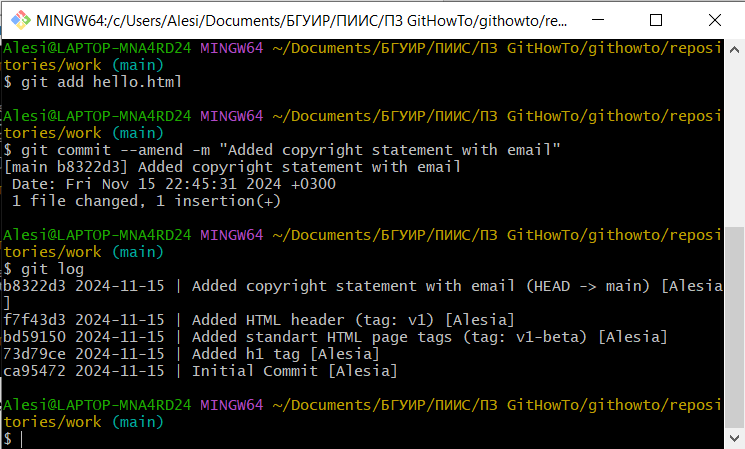 MINGW64:/c/Users/Alesi/Documents/БГУИР/ПИИС/ПЗ GitHowTo/githowto/re...
Alesi@LAPTOP-MNA4RD24 MINGW64 ~/Documents/БГУИР/ПИИС/ПЗ GitHowTo/githowto/reposi
tories/work (main)
$ git add hello.html
Alesi@LAPTOP-MNA4RD24 MINGW64 ~/Documents/БГУИР/ПИИС/ПЗ GitHowTo/githowto/reposi
tories/work (main)
$ git commit --amend -m "Added copyright statement with email"
[main b8322d3] Added copyright statement with email
Date: Fri Nov 15 22:45:31 2024 +0300
1 file changed, 1 insertion(+)
Alesi@LAPTOP-MNA4RD24 MINGW64 ~/Documents/БГУИР/ПИИС/ПЗ GitHowTo/githowto/reposi
tories/work (main)
$ git log
b8322d3 2024-11-15 | Added copyright statement with email (HEAD -> main) [Alesia
]
f7f43d3 2024-11-15 | Added HTML header (tag: v1) [Alesia]
bd59150 2024-11-15 | Added standart HTML page tags (tag: v1-beta) [Alesia]
73d79ce 2024-11-15 | Added h1 tag [Alesia]
ca95472 2024-11-15 | Initial Commit [Alesia]
Alesi@LAPTOP-MNA4RD24 MINGW64 ~/Documents/БГУИР/ПИИС/ПЗ GitHowTo/githowto/reposi
tories/work (main)
$